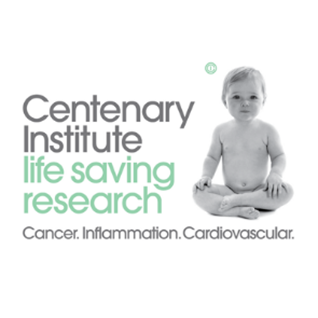 Centenary
Institute
life saving
research
Cancer. Inflammation. Cardiovascular.